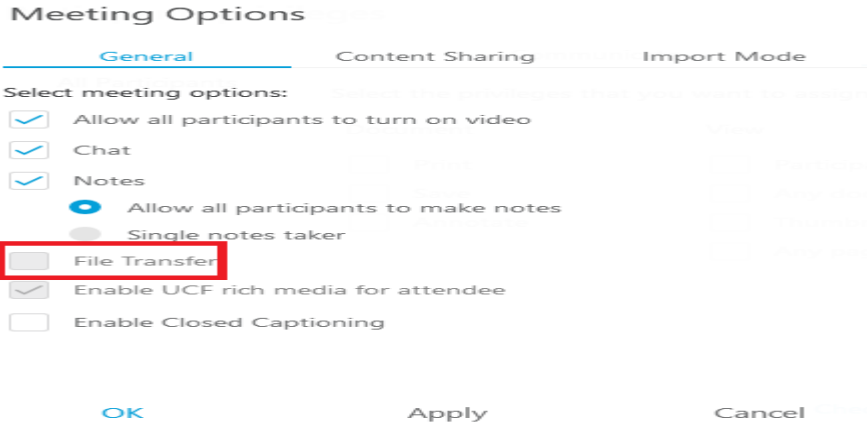 Meeting Options
General Content Sharing Import Mode
Select meeting options:
Allow all participants to turn on video
Chat
Notes
Allow all participants to make notes
Single notes taker
File Transfer
Enable UCF rich media for attendee
Enable Closed Captioning
OK Apply Cancel